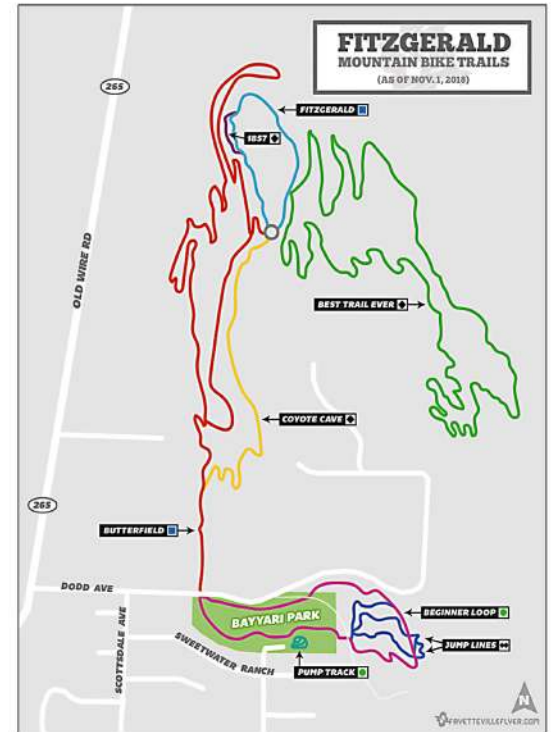 FITZGERALD
MOUNTAIN BIKE TRAILS
(AS OF NOV. 1, 2018)
265
FITZGERALD
1857
OLD WIRE RD
BEST TRAIL EVER
COYOTE CAVE
265
BUTTERFIELD
DODD AVE
BAYYARI PARK
BEGINNER LOOP
SCOTTSDALE AVE
SWEETWATER RANCH
JUMP LINES
PUMP TRACK
N
FAYETTEVILLEFLYER.COM